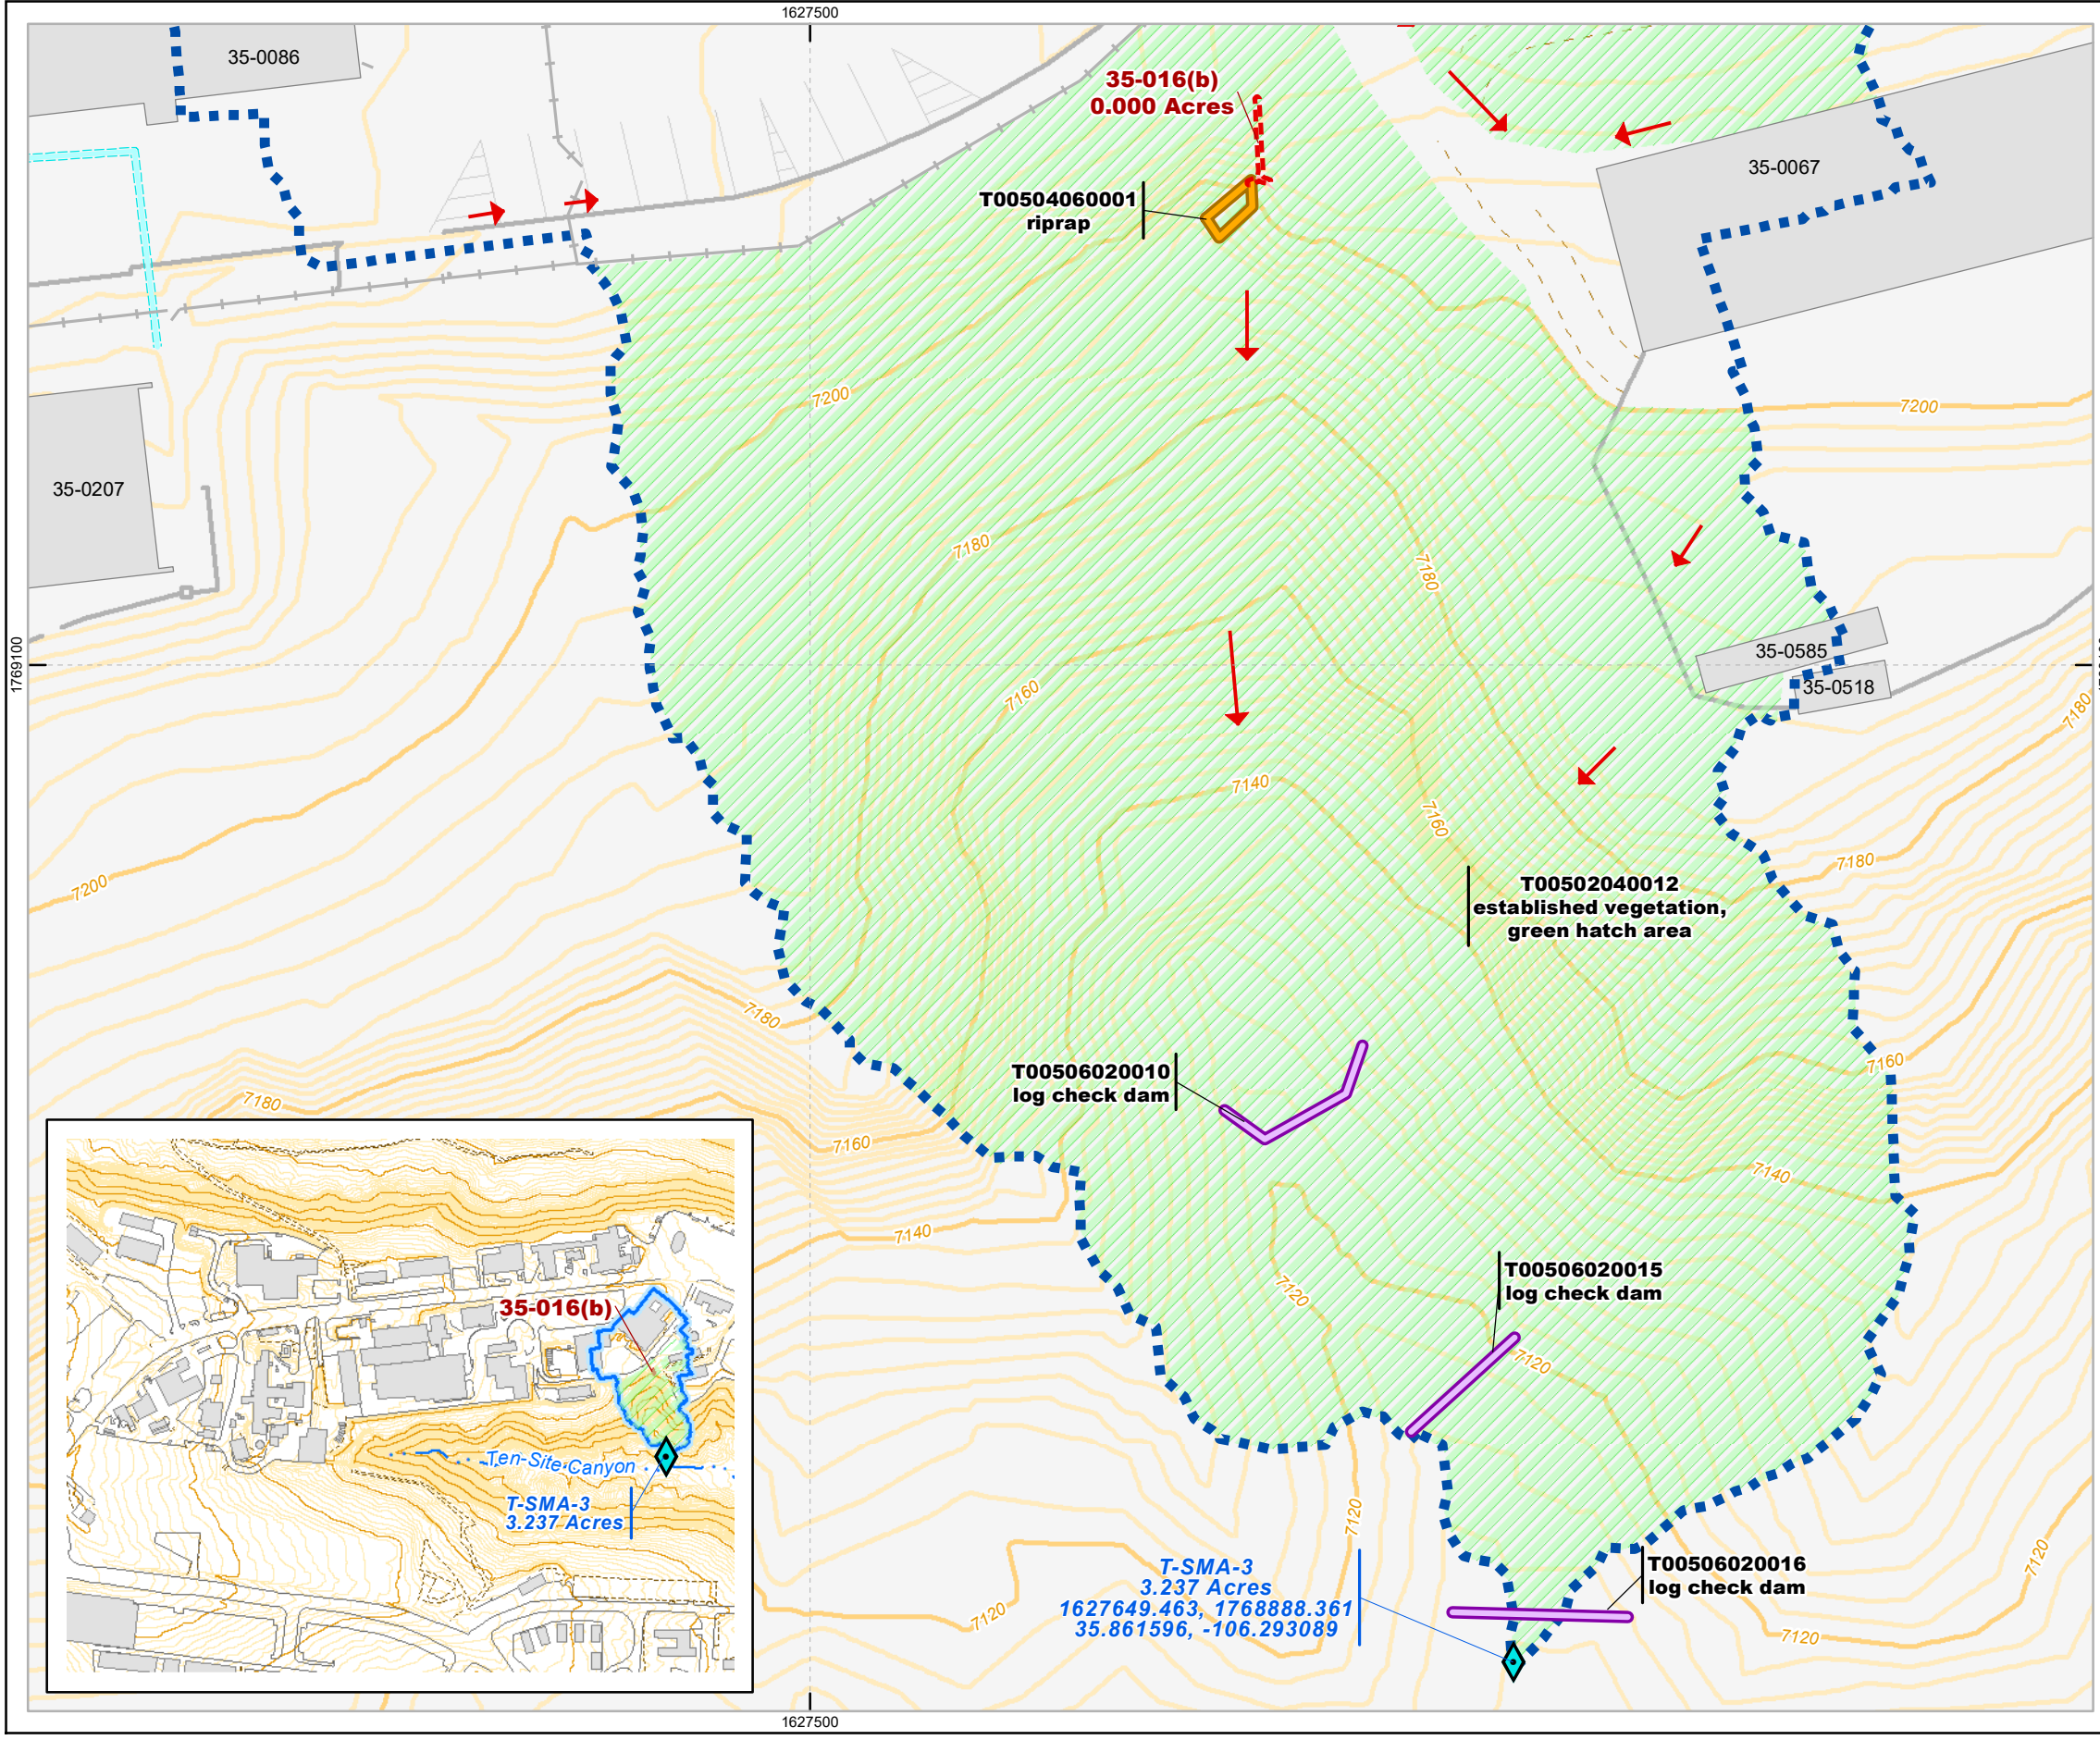 1627500
35-0086
35-016(b)
0.000 Acres
35-0067
T00504060001
riprap
7200
7200
35-0207
7180
7180
1769100
35-0585
35-0518
7160
7180
7140
7160
7180
7200
T00502040012
established vegetation,
green hatch area
7180
7160
T00506020010
log check dam
7180
7160
7140
7140
7120
T00506020015
log check dam
7120
35-016(b)
Ten-Site-Canyon
T-SMA-3
3.237 Acres
7120
T-SMA-3
3.237 Acres
1627649.463, 1768888.361
35.861596, -106.293089
T00506020016
log check dam
7120
7120
7120
1627500